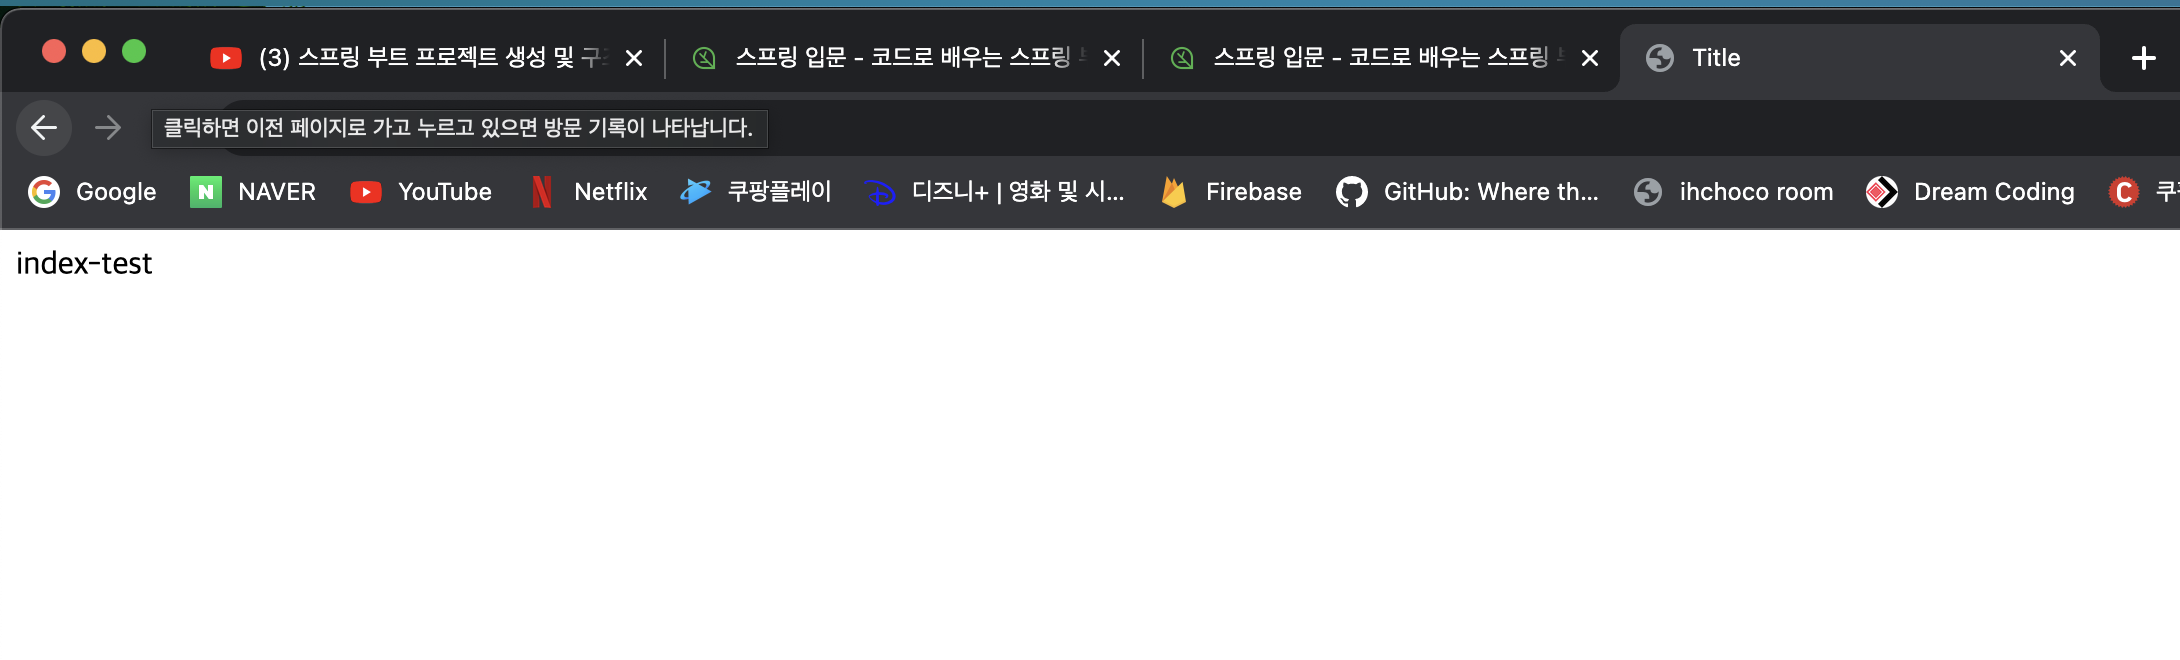 (3) 스프링 부트 프로젝트 생성 및 구조
스프링 입문 - 코드로 배우는 스프링
스프링 입문 - 코드로 배우는 스프링
Title
클릭하면 이전 페이지로 가고 누르고 있으면 방문 기록이 나타납니다.
Google
NAVER
YouTube
Netflix
쿠팡플레이
디즈니+ | 영화 및 시...
Firebase
GitHub: Where th...
ihchoco room
Dream Coding
index-test